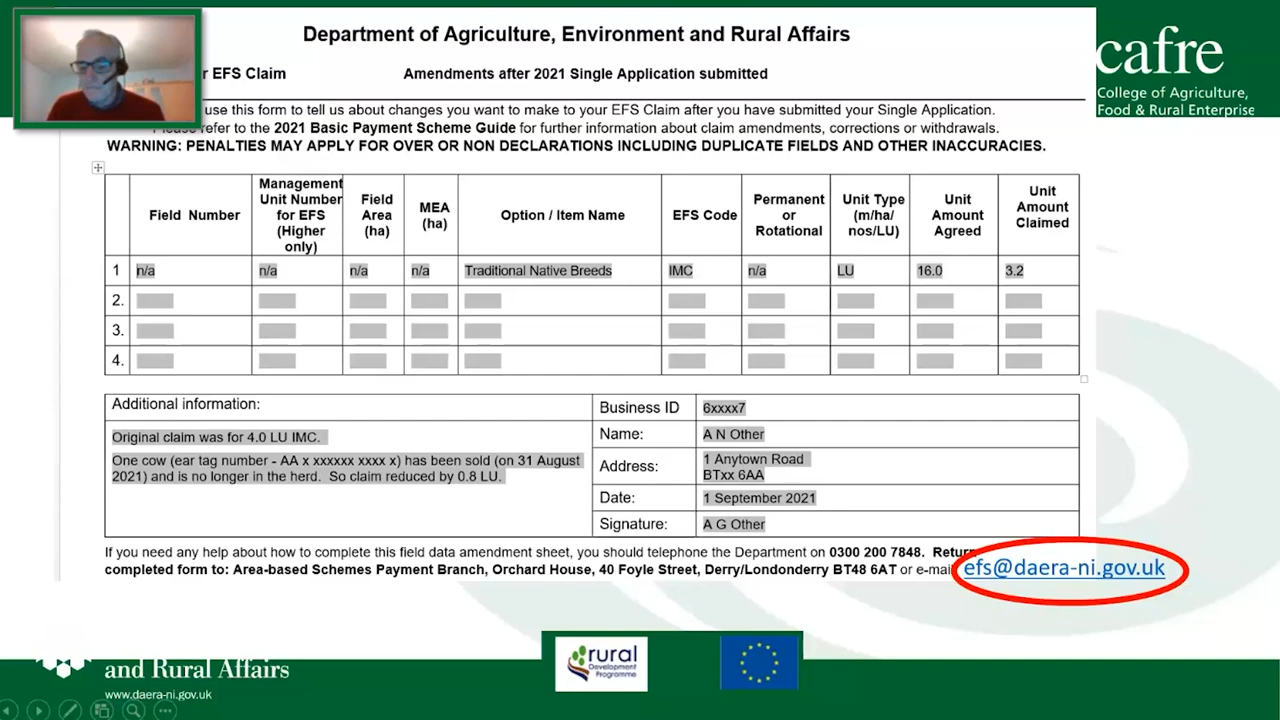 Department of Agriculture, Environment and Rural Affairs
EFS Claim
Amendments after 2021 Single Application submitted
use this form to tell us about changes you want to make to your EFS Claim after you have submitted your Single Application.
Please refer to the 2021 Basic Payment Scheme Guide for further information about claim amendments, corrections or withdrawals.
WARNING: PENALTIES MAY APPLY FOR OVER OR NON DECLARATIONS INCLUDING DUPLICATE FIELDS AND OTHER INACCURACIES.
cafre
College of Agriculture,
Food & Rural Enterprise
Field Number
Management
Unit Number
for EFS
(Higher
only)
Field
Area
(ha)
MEA
(ha)
Option / Item Name
EFS Code
Permanent
or
Rotational
Unit Type
(m/ha/
nos/LU)
Unit
Amount
Agreed
Unit
Amount
Claimed
1 n/a n/a n/a n/a Traditional Native Breeds IMC n/a LU 16.0 3.2
2.
3.
4.
Additional information:
Original claim was for 4.0 LU IMC.
One cow (ear tag number - AA x xxxxxx xxxx x) has been sold (on 31 August
2021) and is no longer in the herd. So claim reduced by 0.8 LU.
Business ID 6xxxx7
Name: A N Other
Address: 1 Anytown Road
BTxx 6AA
Date: 1 September 2021
Signature: A G Other
If you need any help about how to complete this field data amendment sheet, you should telephone the Department on 0300 200 7848. Return
completed form to: Area-based Schemes Payment Branch, Orchard House, 40 Foyle Street, Derry/Londonderry BT48 6AT or e-mail
efs@daera-ni.gov.uk
and Rural Affairs
www.daera-ni.gov.uk
rural
Development
Programme